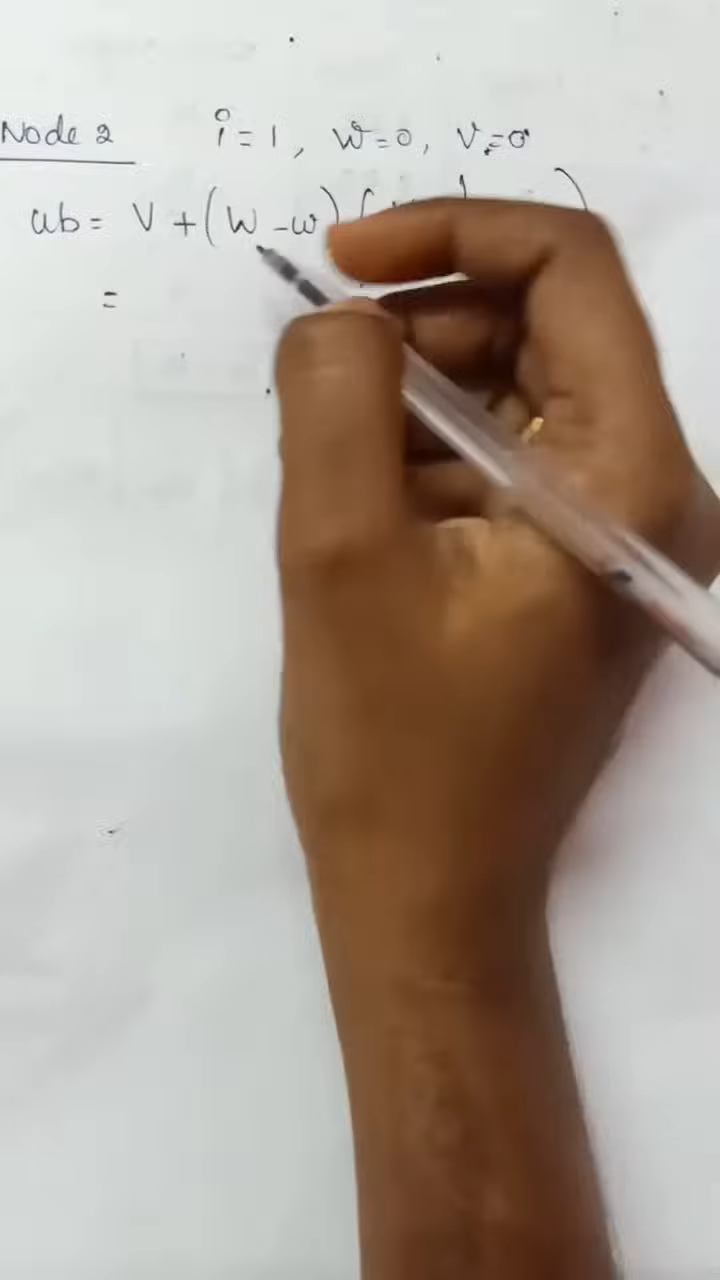 Node 2 i=1, w=0, v=0
ub= V+(W-w)
=